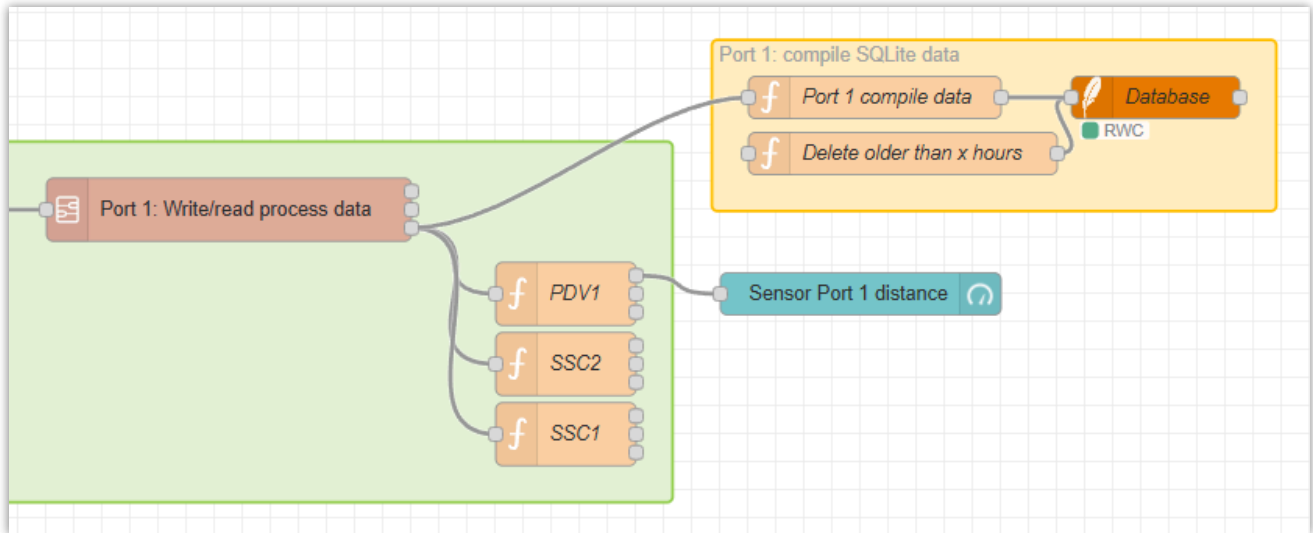 Port 1: compile SQLite data
Port 1 compile data
Database
RWC
Delete older than x hours
Port 1: Write/read process data
PDV1
Sensor Port 1 distance
SSC2
SSC1